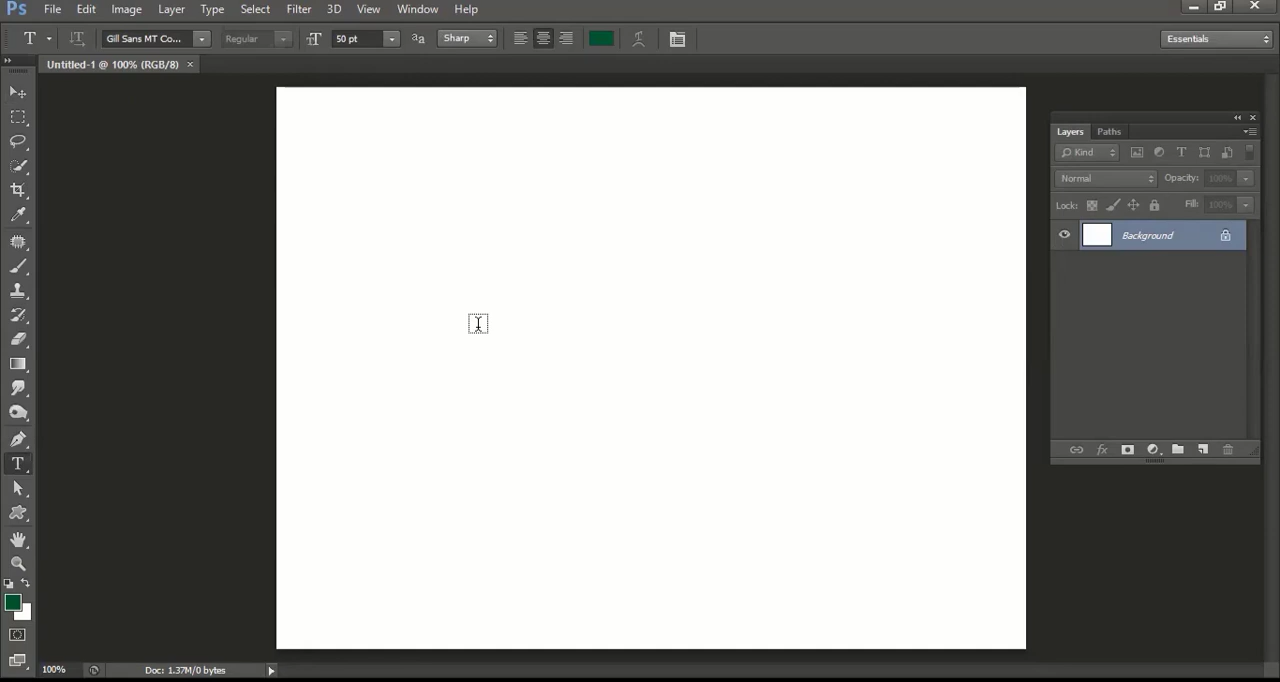 Ps File Edit Image Layer Type Select Filter 3D View Window Help
T Gill Sans MT Co... Regular 50 pt Sharp Essentials
Untitled-1 @ 100% (RGB/8) ×
Layers Paths
Kind
Normal Opacity: 100%
Lock: Fill: 100%
Background
fx
T
100% Doc: 1.37M/0 bytes